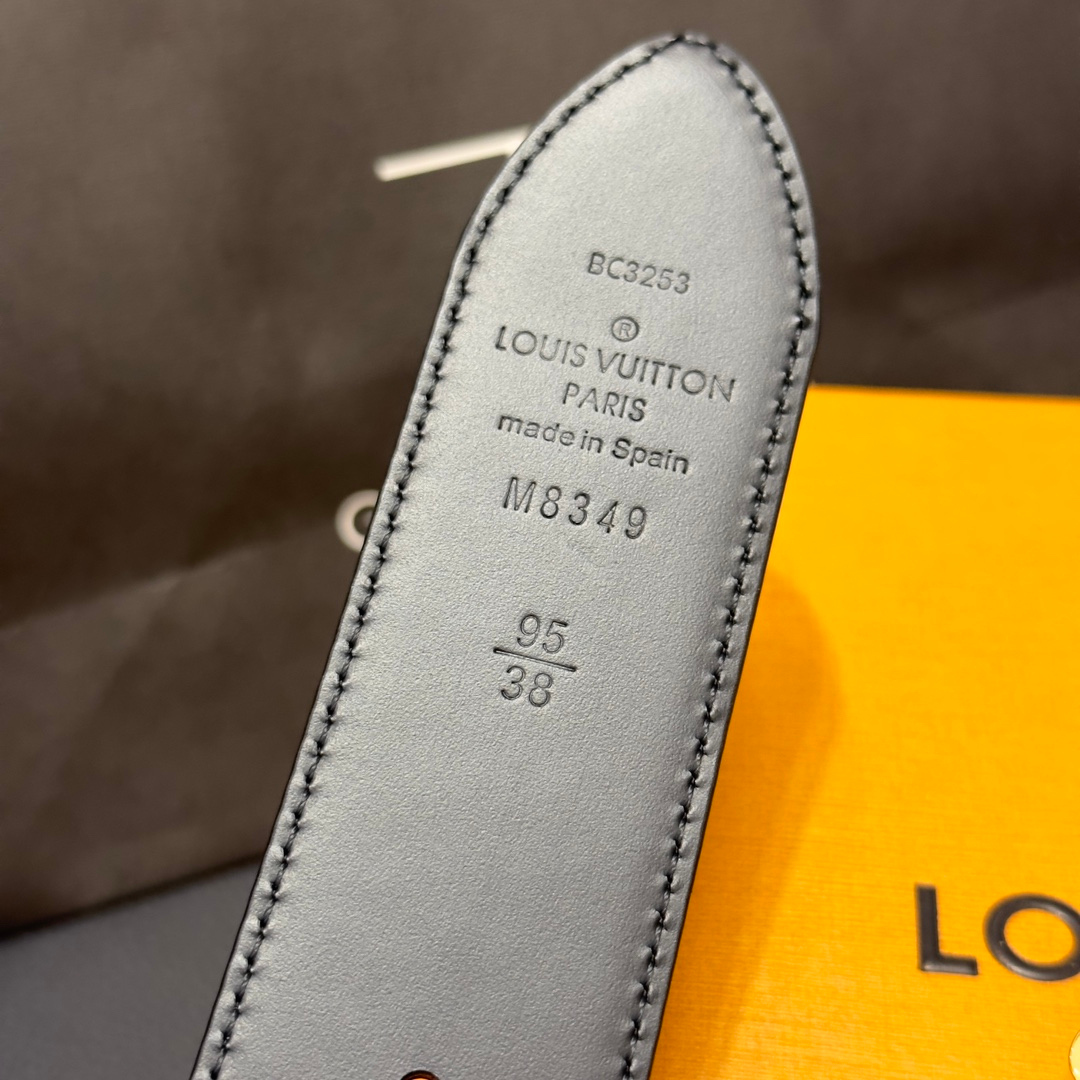 BC3253
®
LOUIS VUITTON
PARIS
made in Spain
M8349
95
38
LO